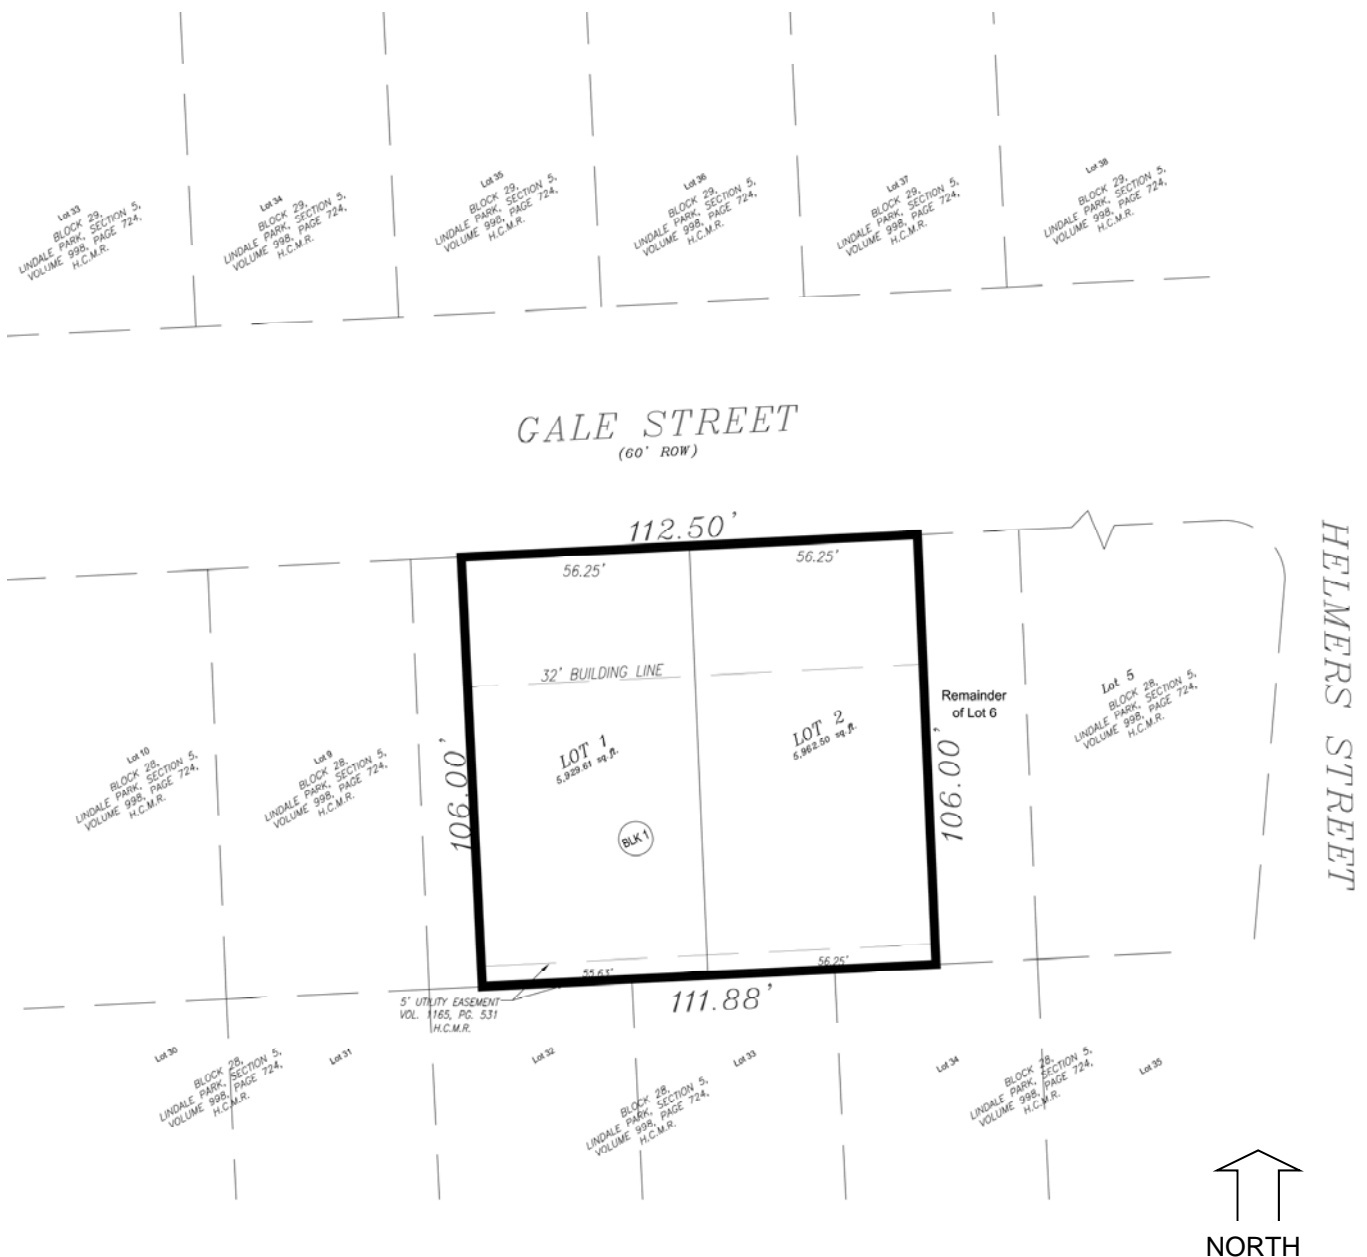 Lot 33
BLOCK 29,
LINDALE PARK, SECTION 5,
VOLUME 998, PAGE 724,
H.C.M.R.
Lot 34
BLOCK 29,
LINDALE PARK, SECTION 5,
VOLUME 998, PAGE 724,
H.C.M.R.
Lot 35
BLOCK 29,
LINDALE PARK, SECTION 5,
VOLUME 998, PAGE 724,
H.C.M.R.
Lot 36
BLOCK 29,
LINDALE PARK, SECTION 5,
VOLUME 998, PAGE 724,
H.C.M.R.
Lot 37
BLOCK 29,
LINDALE PARK, SECTION 5,
VOLUME 998, PAGE 724,
H.C.M.R.
Lot 38
BLOCK 29,
LINDALE PARK, SECTION 5,
VOLUME 998, PAGE 724,
H.C.M.R.
GALE STREET
(60' ROW)
112.50'
56.25'
56.25'
HELMERS STREET
32' BUILDING LINE
Remainder
of Lot 6
Lot 5
BLOCK 28,
LINDALE PARK, SECTION 5,
VOLUME 998, PAGE 724,
H.C.M.R.
Lot 10
BLOCK 28,
LINDALE PARK, SECTION 5,
VOLUME 998, PAGE 724,
H.C.M.R.
Lot 9
BLOCK 28,
LINDALE PARK, SECTION 5,
VOLUME 998, PAGE 724,
H.C.M.R.
106.00'
LOT 1
5,929.61 sq.ft.
LOT 2
5,962.50 sq.ft.
106.00'
BLK 1
55.63'
56.25'
111.88'
5' UTILITY EASEMENT
VOL. 1165, PG. 531
H.C.M.R.
Lot 30
BLOCK 28,
LINDALE PARK, SECTION 5,
VOLUME 998, PAGE 724,
H.C.M.R.
Lot 31
Lot 32
BLOCK 28,
LINDALE PARK, SECTION 5,
VOLUME 998, PAGE 724,
H.C.M.R.
Lot 33
Lot 34
BLOCK 28,
LINDALE PARK, SECTION 5,
VOLUME 998, PAGE 724,
H.C.M.R.
Lot 35
NORTH